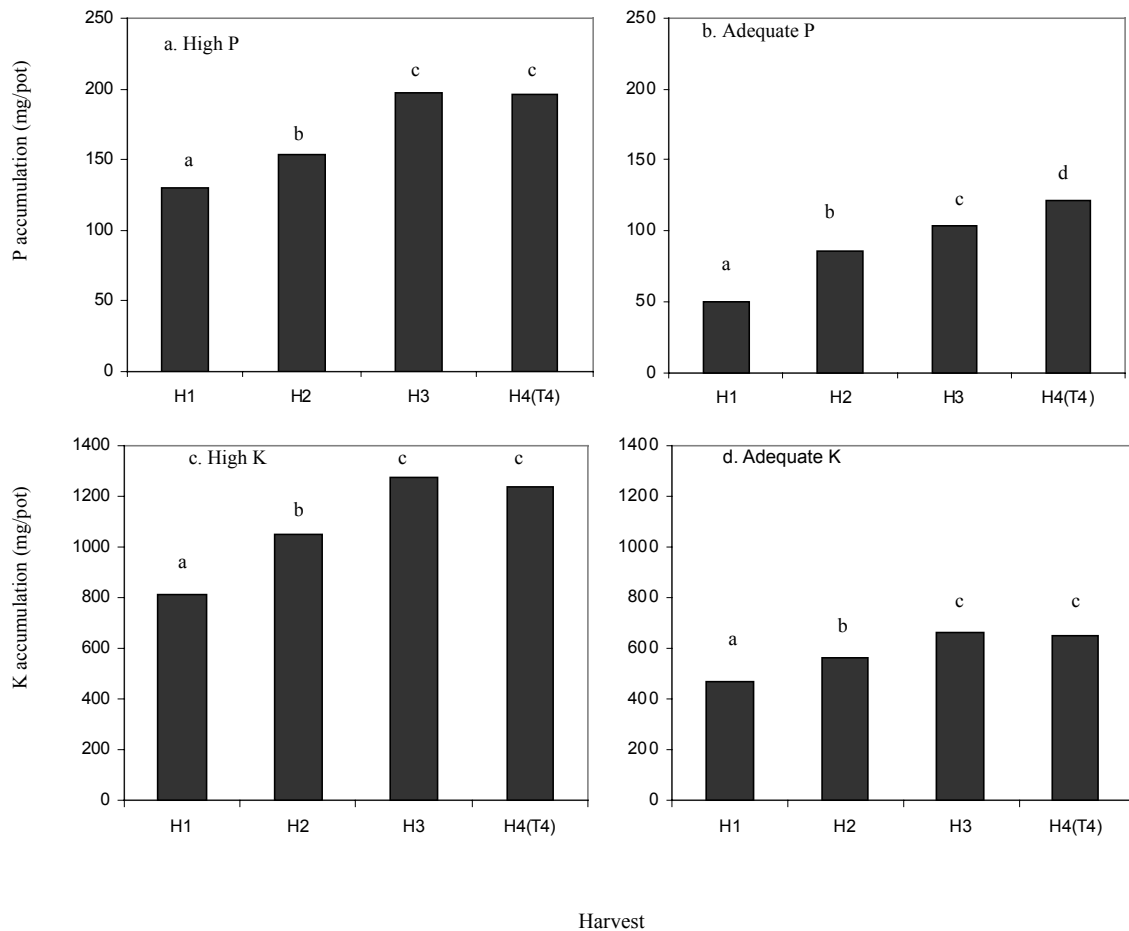 a. High P
250
200
150
100
50
0
P accumulation (mg/pot)
a
b
c
c
H1
H2
H3
H4(T4)
b. Adequate P
250
200
150
100
50
0
a
b
c
d
H1
H2
H3
H4(T4)
c. High K
1400
1200
1000
800
600
400
200
0
K accumulation (mg/pot)
a
b
c
c
H1
H2
H3
H4(T4)
d. Adequate K
1400
1200
1000
800
600
400
200
0
a
b
c
c
H1
H2
H3
H4(T4)
Harvest